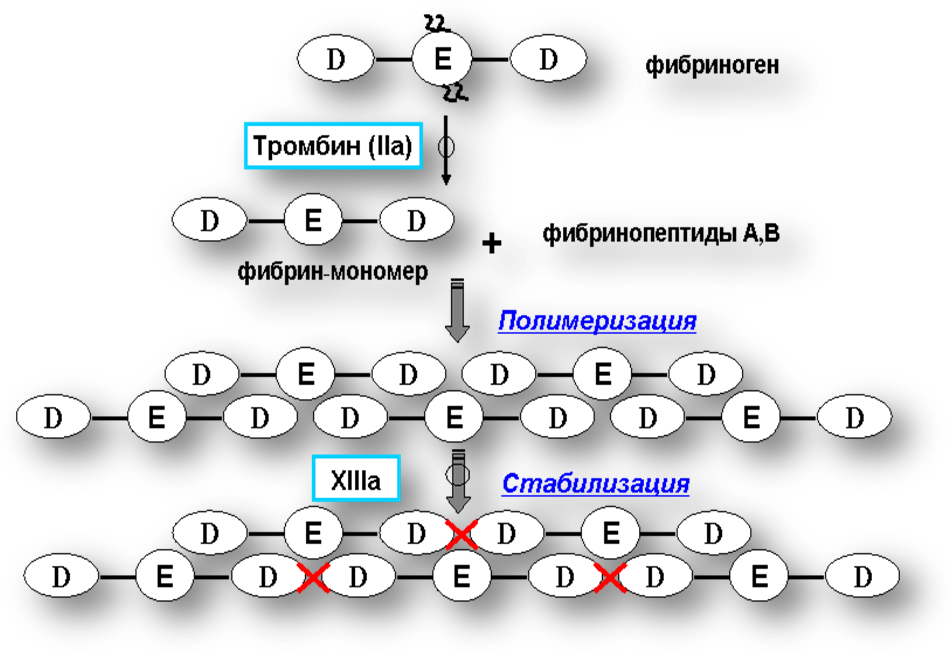 D E D фибриноген
Тромбин (IIa)
D E D
+ фибринопептиды А,В
фибрин-мономер
Полимеризация
D E D D E D
D E D D E D D E D
XIIIa
Стабилизация
D E D D E D
D E D D E D D E D